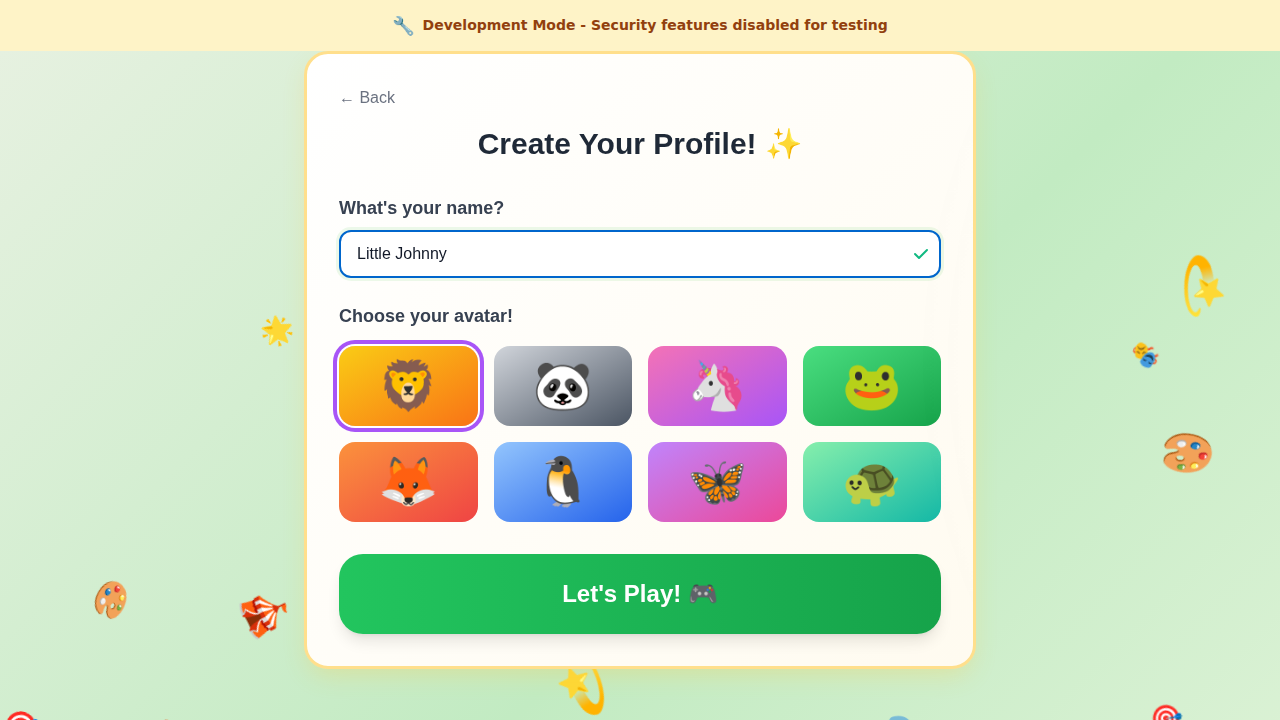 Development Mode - Security features disabled for testing
← Back
Create Your Profile!
What's your name?
Little Johnny
Choose your avatar!
Let's Play!